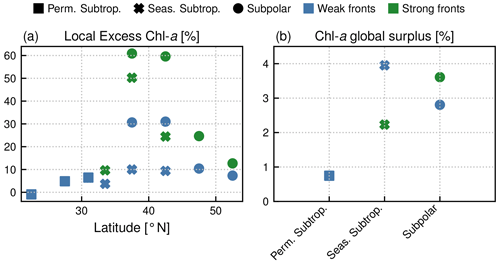 Perm. Subtrop. Seas. Subtrop. Subpolar Weak fronts Strong fronts
(a) Local Excess Chl-a [%]
60
50
40
30
20
10
0
30 40 50
Latitude [°N]
(b) Chl-a global surplus [%]
4
3
2
1
0
Perm. Subtrop.
Seas. Subtrop.
Subpolar